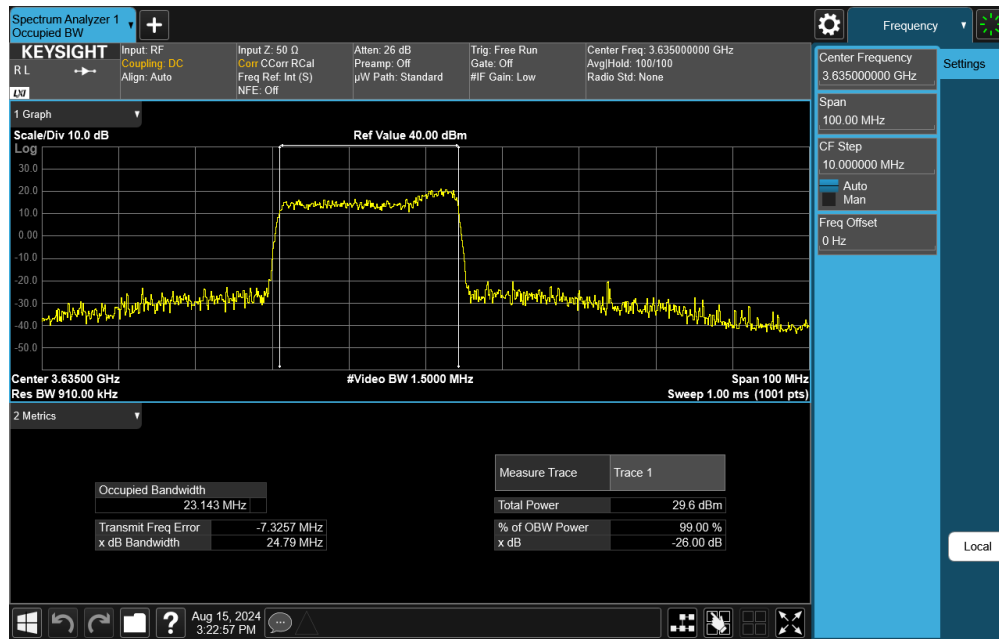 Spectrum Analyzer 1
Occupied BW
Frequency
KEYSIGHT
R L
LXI
Input: RF
Coupling: DC
Align: Auto
Input Z: 50 Ω
Corr CCorr RCal
Freq Ref: Int (S)
NFE: Off
Atten: 26 dB
Preamp: Off
µW Path: Standard
Trig: Free Run
Gate: Off
#IF Gain: Low
Center Freq: 3.635000000 GHz
Avg|Hold: 100/100
Radio Std: None
Center Frequency
3.635000000 GHz
Settings
Span
100.00 MHz
CF Step
10.000000 MHz
Auto
Man
Freq Offset
0 Hz
1 Graph
Scale/Div 10.0 dB
Ref Value 40.00 dBm
Log
30.0
20.0
10.0
0.00
-10.0
-20.0
-30.0
-40.0
-50.0
Center 3.63500 GHz
#Video BW 1.5000 MHz
Span 100 MHz
Res BW 910.00 kHz
Sweep 1.00 ms (1001 pts)
2 Metrics
Occupied Bandwidth
23.143 MHz
Transmit Freq Error -7.3257 MHz
x dB Bandwidth 24.79 MHz
Measure Trace Trace 1
Total Power 29.6 dBm
% of OBW Power 99.00 %
x dB -26.00 dB
Local
Aug 15, 2024
3:22:57 PM